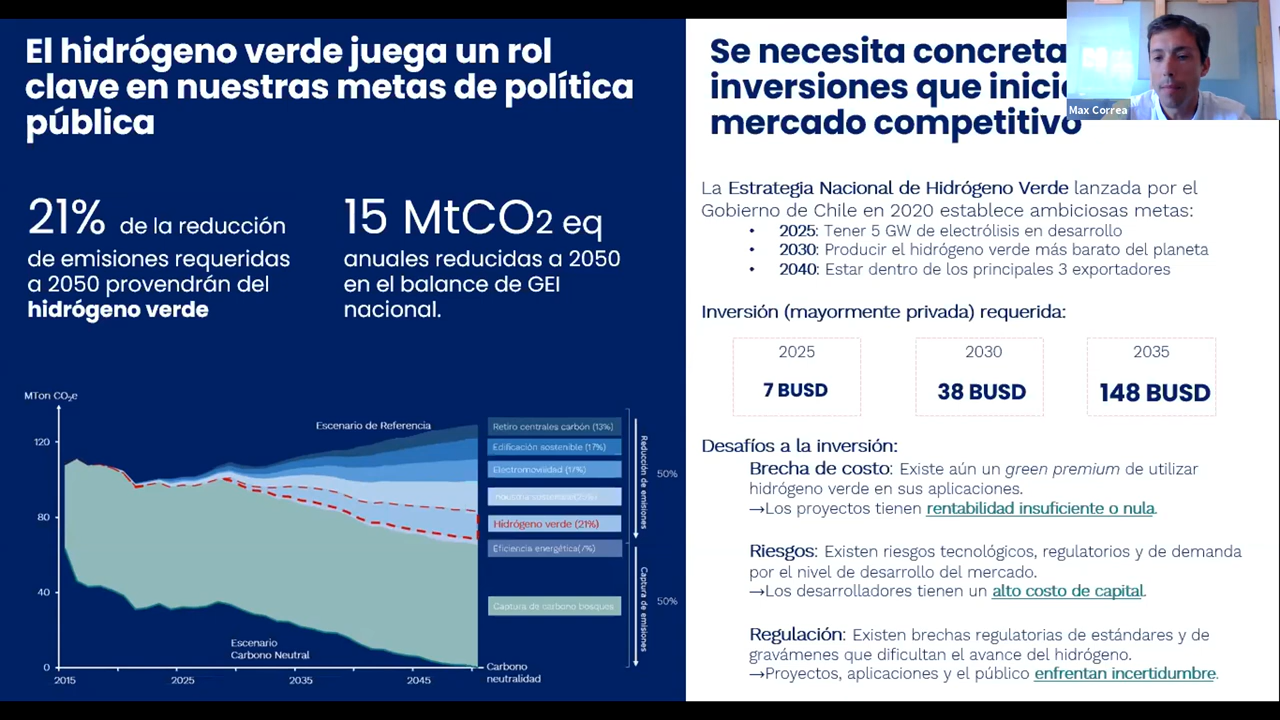 El hidrógeno verde juega un rol
clave en nuestras metas de política
pública
21% de la reducción
de emisiones requeridas
a 2050 provendrán del
hidrógeno verde
15 MtCO2 eq
anuales reducidas a 2050
en el balance de GEI
nacional.
MTon CO2e
120
80
40
0
2015
2025
2035
2045
Escenario de Referencia
Escenario
Carbono Neutral
Carbono
neutralidad
Retiro centrales carbón (13%)
Edificación sostenible (17%)
Electromovilidad (17%)
Hidrógeno verde (21%)
Eficiencia energética(7%)
Captura de carbono bosques
Reducción de emisiones
50%
Captura de emisiones
50%
Se necesita
inversiones que
mercado competitivo
Max Correa
La Estrategia Nacional de Hidrógeno Verde lanzada por el
Gobierno de Chile en 2020 establece ambiciosas metas:
• 2025: Tener 5 GW de electrólisis en desarrollo
• 2030: Producir el hidrógeno verde más barato del planeta
• 2040: Estar dentro de los principales 3 exportadores
Inversión (mayormente privada) requerida:
2025
7 BUSD
2030
38 BUSD
2035
148 BUSD
Desafíos a la inversión:
Brecha de costo: Existe aún un green premium de utilizar
hidrógeno verde en sus aplicaciones.
→Los proyectos tienen rentabilidad insuficiente o nula.
Riesgos: Existen riesgos tecnológicos, regulatorios y de demanda
por el nivel de desarrollo del mercado.
→Los desarrolladores tienen un alto costo de capital.
Regulación: Existen brechas regulatorias de estándares y de
gravámenes que dificultan el avance del hidrógeno.
→Proyectos, aplicaciones y el público enfrentan incertidumbre.